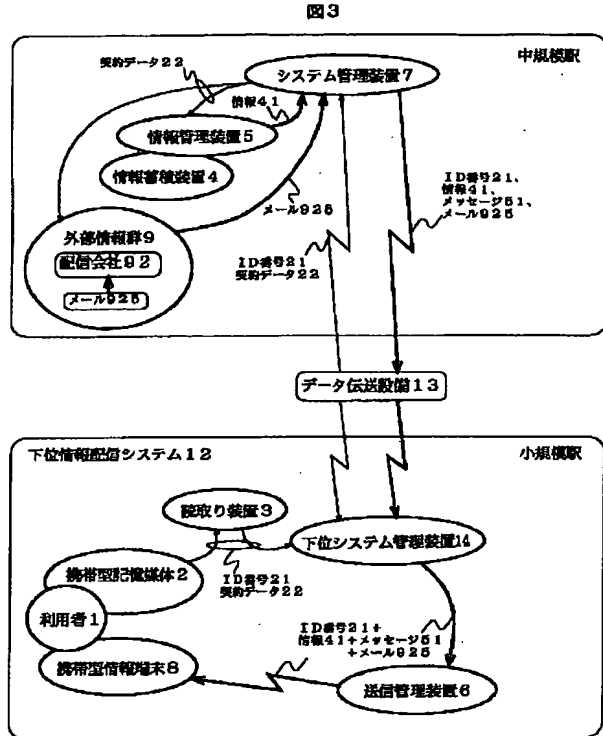 図3
中規模駅
契約データ22
システム管理装置7
情報41
情報管理装置5
情報蓄積装置4
メール925
ID番号21、
情報41、
メッセージ51、
メール925
外部情報群9
配信会社92
メール925
ID番号21
契約データ22
データ伝送設備13
下位情報配信システム12
小規模駅
読取り装置3
下位システム管理装置14
携帯型記憶媒体2
ID番号21
契約データ22
利用者1
ID番号21+
情報41+メッセージ51
+メール925
携帯型情報端末8
送信管理装置6